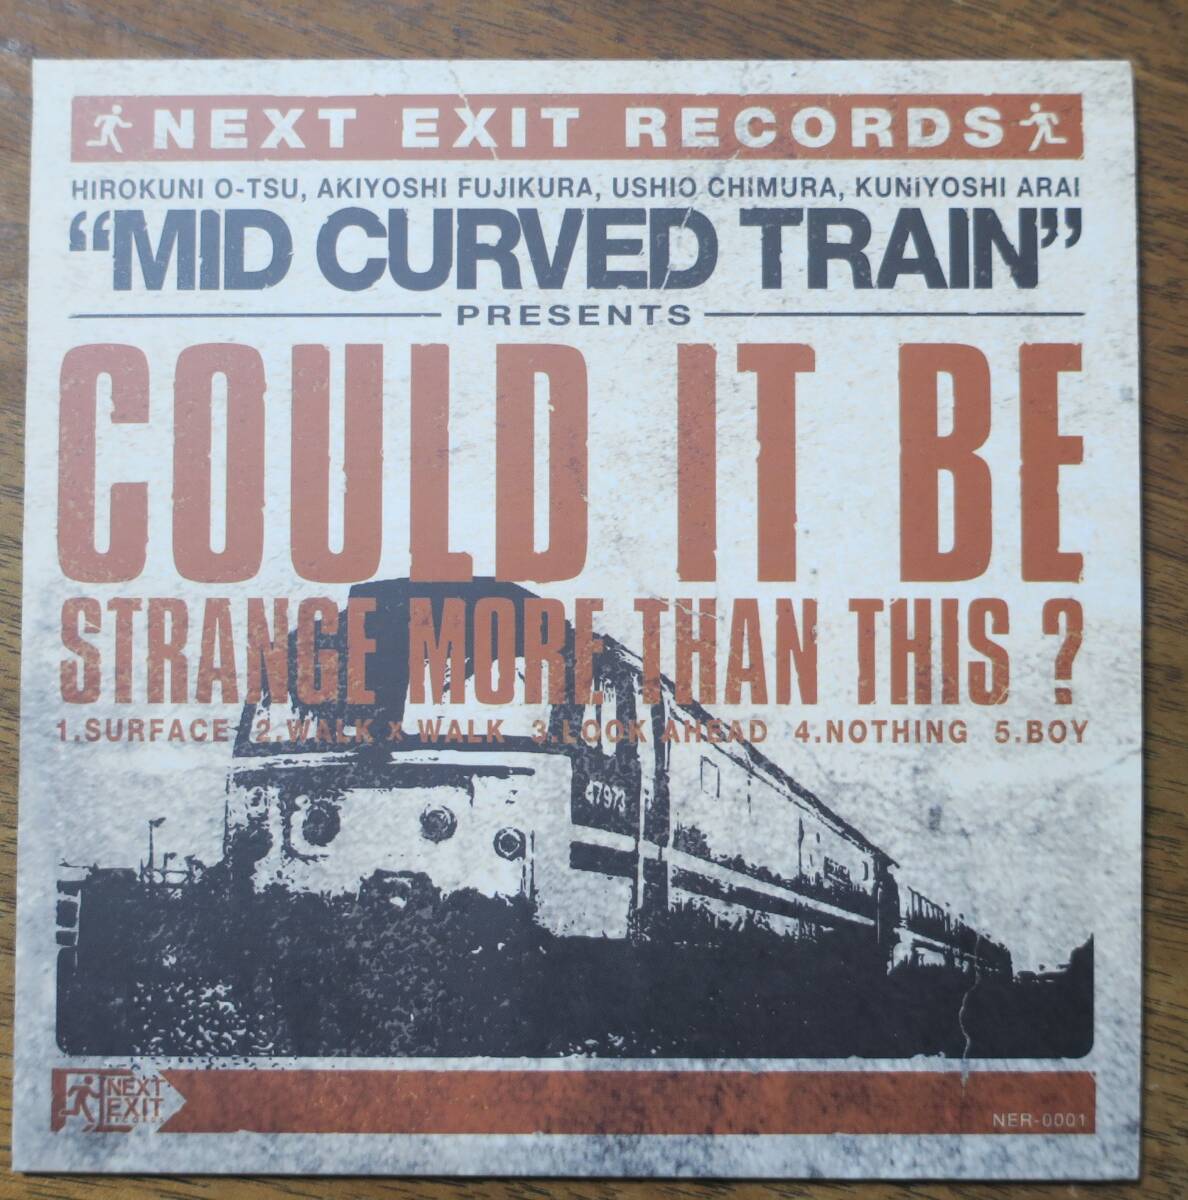 NEXT EXIT RECORDS
HIROKUNI O-TSU, AKIYOSHI FUJIKURA, USHIO CHIMURA, KUNiYOSHI ARAI
“MID CURVED TRAIN”
PRESENTS
COULD IT BE
STRANGE MORE THAN THIS ?
1.SURFACE 2.WALK x WALK 3.LOOK AHEAD 4.NOTHING 5.BOY
47973
NEXT
EXIT
RECORDS
NER-0001